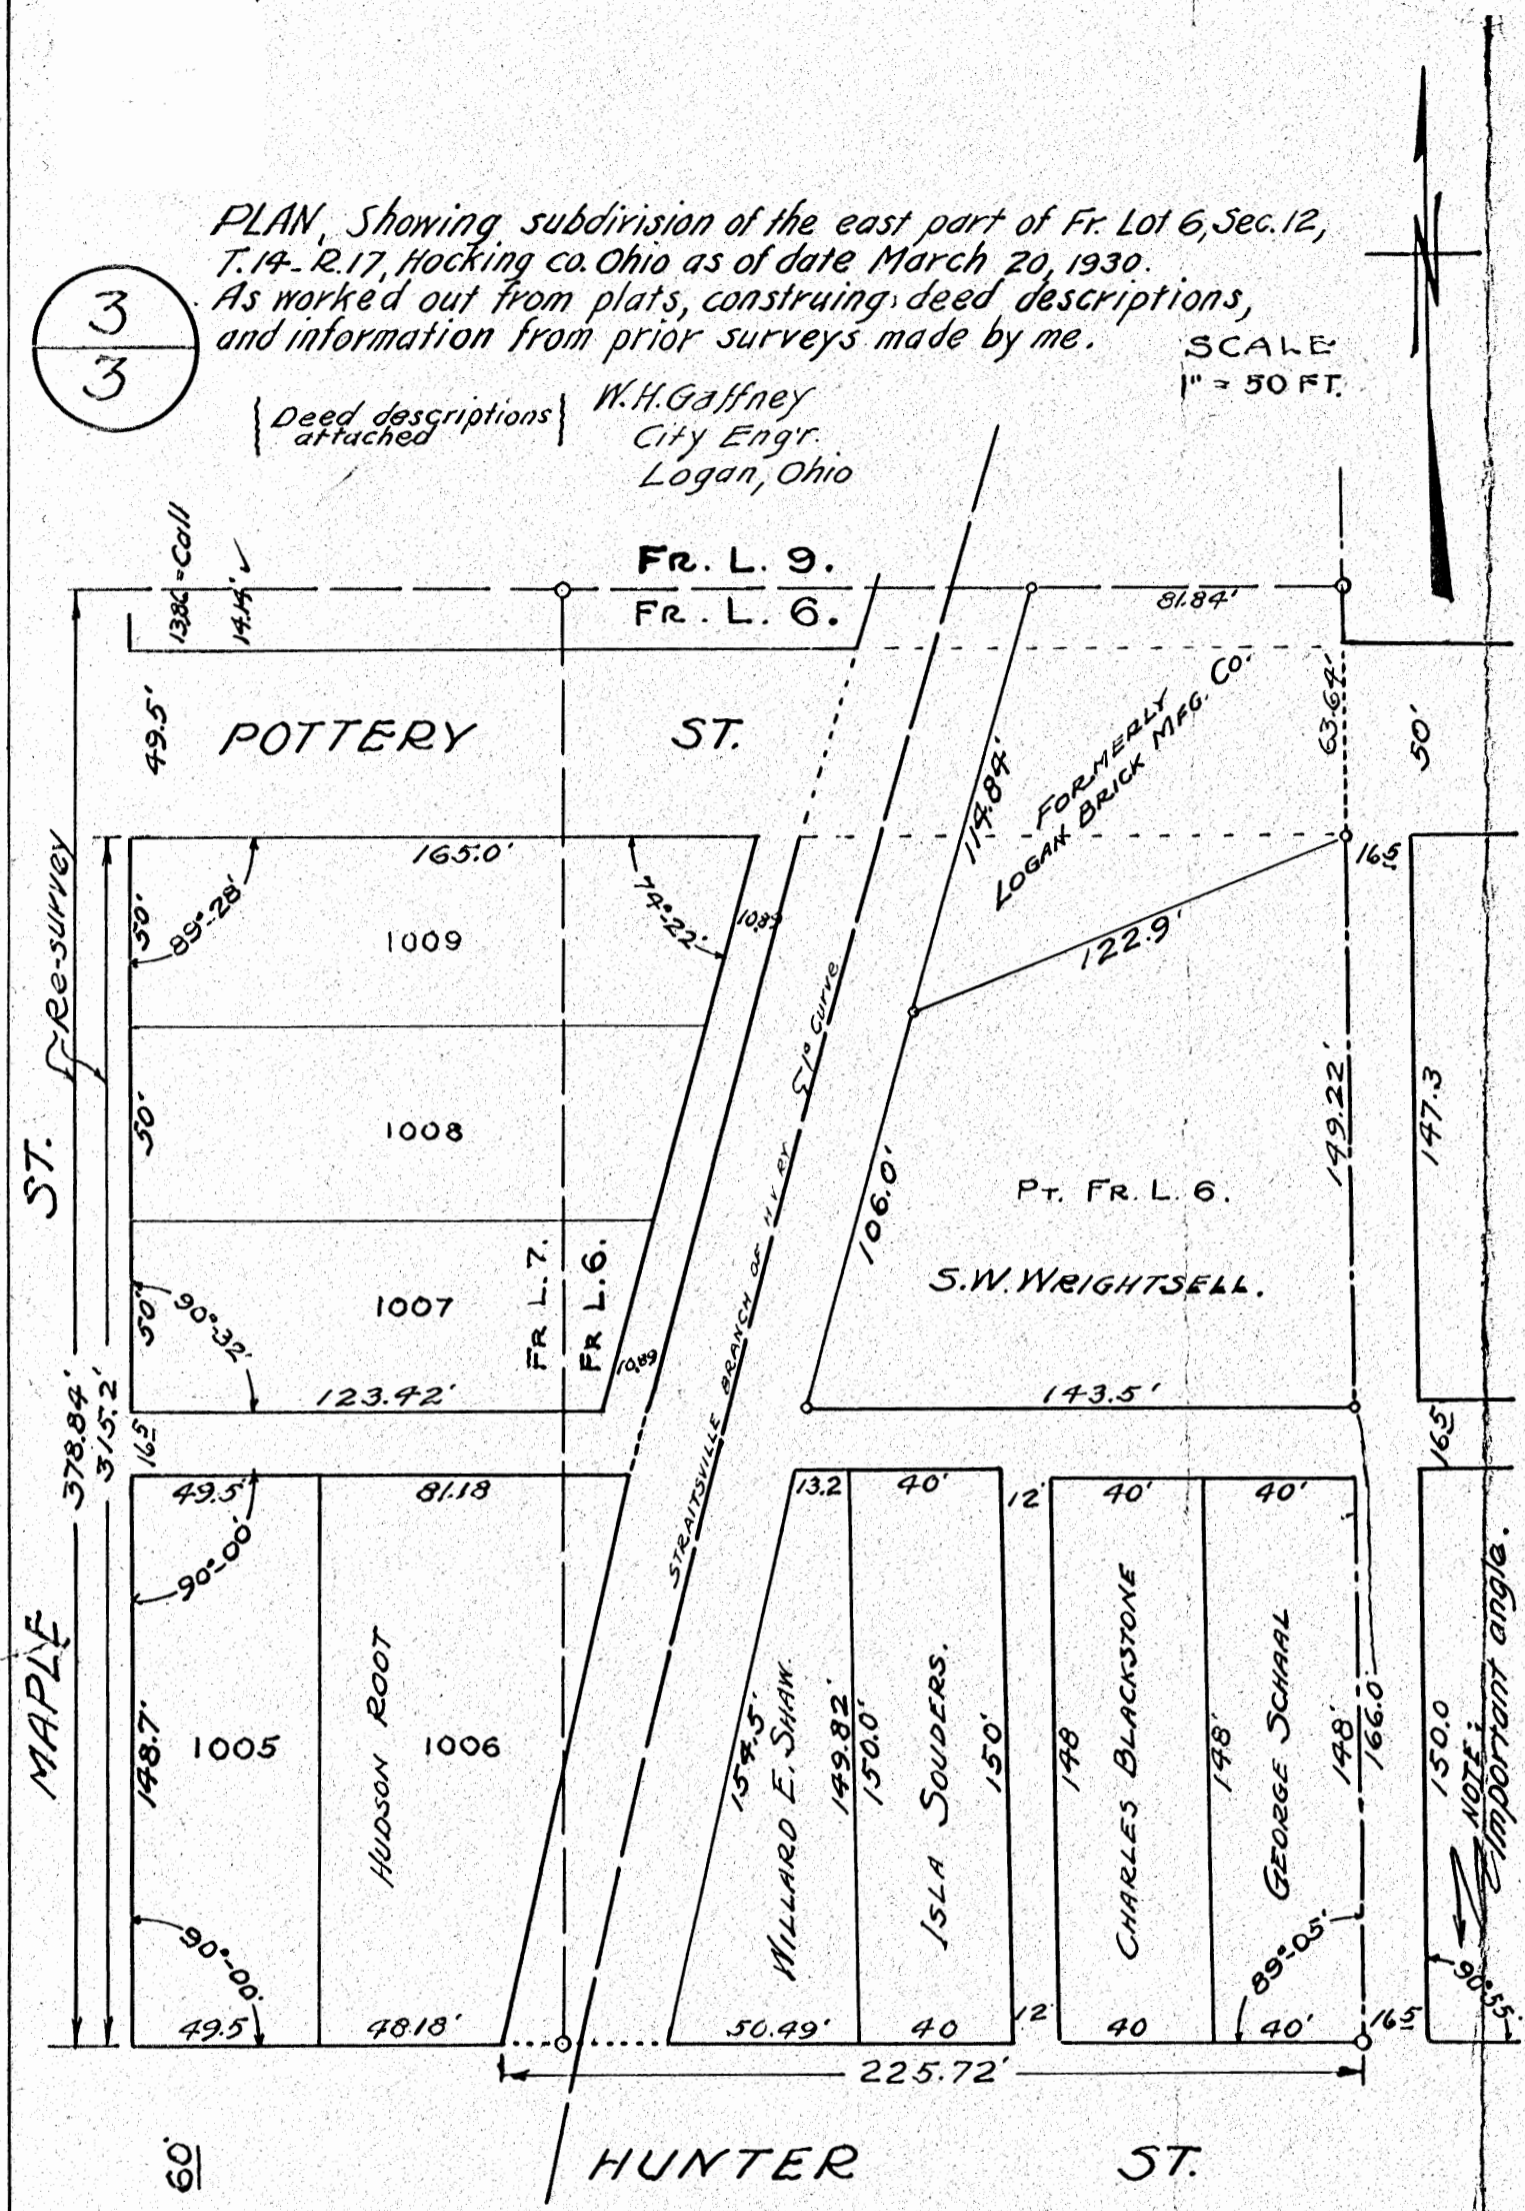 PLAN, Showing subdivision of the east part of Fr. Lot 6, Sec. 12,
T. 14 - R. 17, Hocking co. Ohio as of date March 20, 1930.
As worked out from plats, construing deed descriptions,
and information from prior surveys made by me.
3
3
SCALE
1" = 50 FT.
Deed descriptions
attached
W. H. Gaffney
City Eng'r.
Logan, Ohio
13.86 = Call
14.14' ✓
FR. L. 9.
FR. L. 6.
81.84'
49.5'
POTTERY ST.
114.84'
FORMERLY
LOGAN BRICK MFG. CO.
63.64'
50'
165.0'
16 5
50'
89°-28'
74°-22'
10.89
1009
122.9'
Re-survey
50'
1008
1° Curve
106.0'
149.22'
147.3
PT. FR. L. 6.
S. W. WRIGHTSELL.
50'
90°-32'
1007
FR L. 7.
FR L. 6.
10.89
123.42'
143.5'
378.84'
315.2'
16 5
16 5
STRAITSVILLE BRANCH OF H V RY
49.5'
81.18
13.2
40'
12'
40'
40'
90°-00'
MAPLE ST.
148.7'
1005
HUDSON ROOT
1006
154.5'
WILLARD E. SHAW.
149.82'
150.0'
ISLA SOUDERS.
150'
148
CHARLES BLACKSTONE
148'
GEORGE SCHAAL
148'
166.0'
150.0
NOTE:
Important angle.
90°-00'
89°-05'
90°-55'
49.5
48.18'
50.49'
40
12'
40
40'
16 5
225.72'
60'
HUNTER ST.